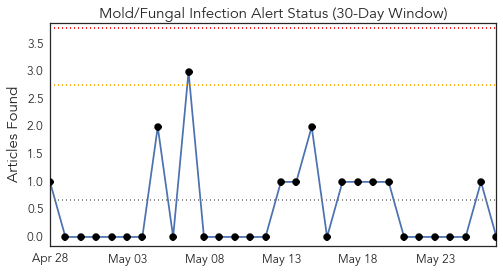 Mold/Fungal Infection Alert Status (30-Day Window)
Articles Found
3.5
3.0
2.5
2.0
1.5
1.0
0.5
0.0
Apr 28 May 03 May 08 May 13 May 18 May 23